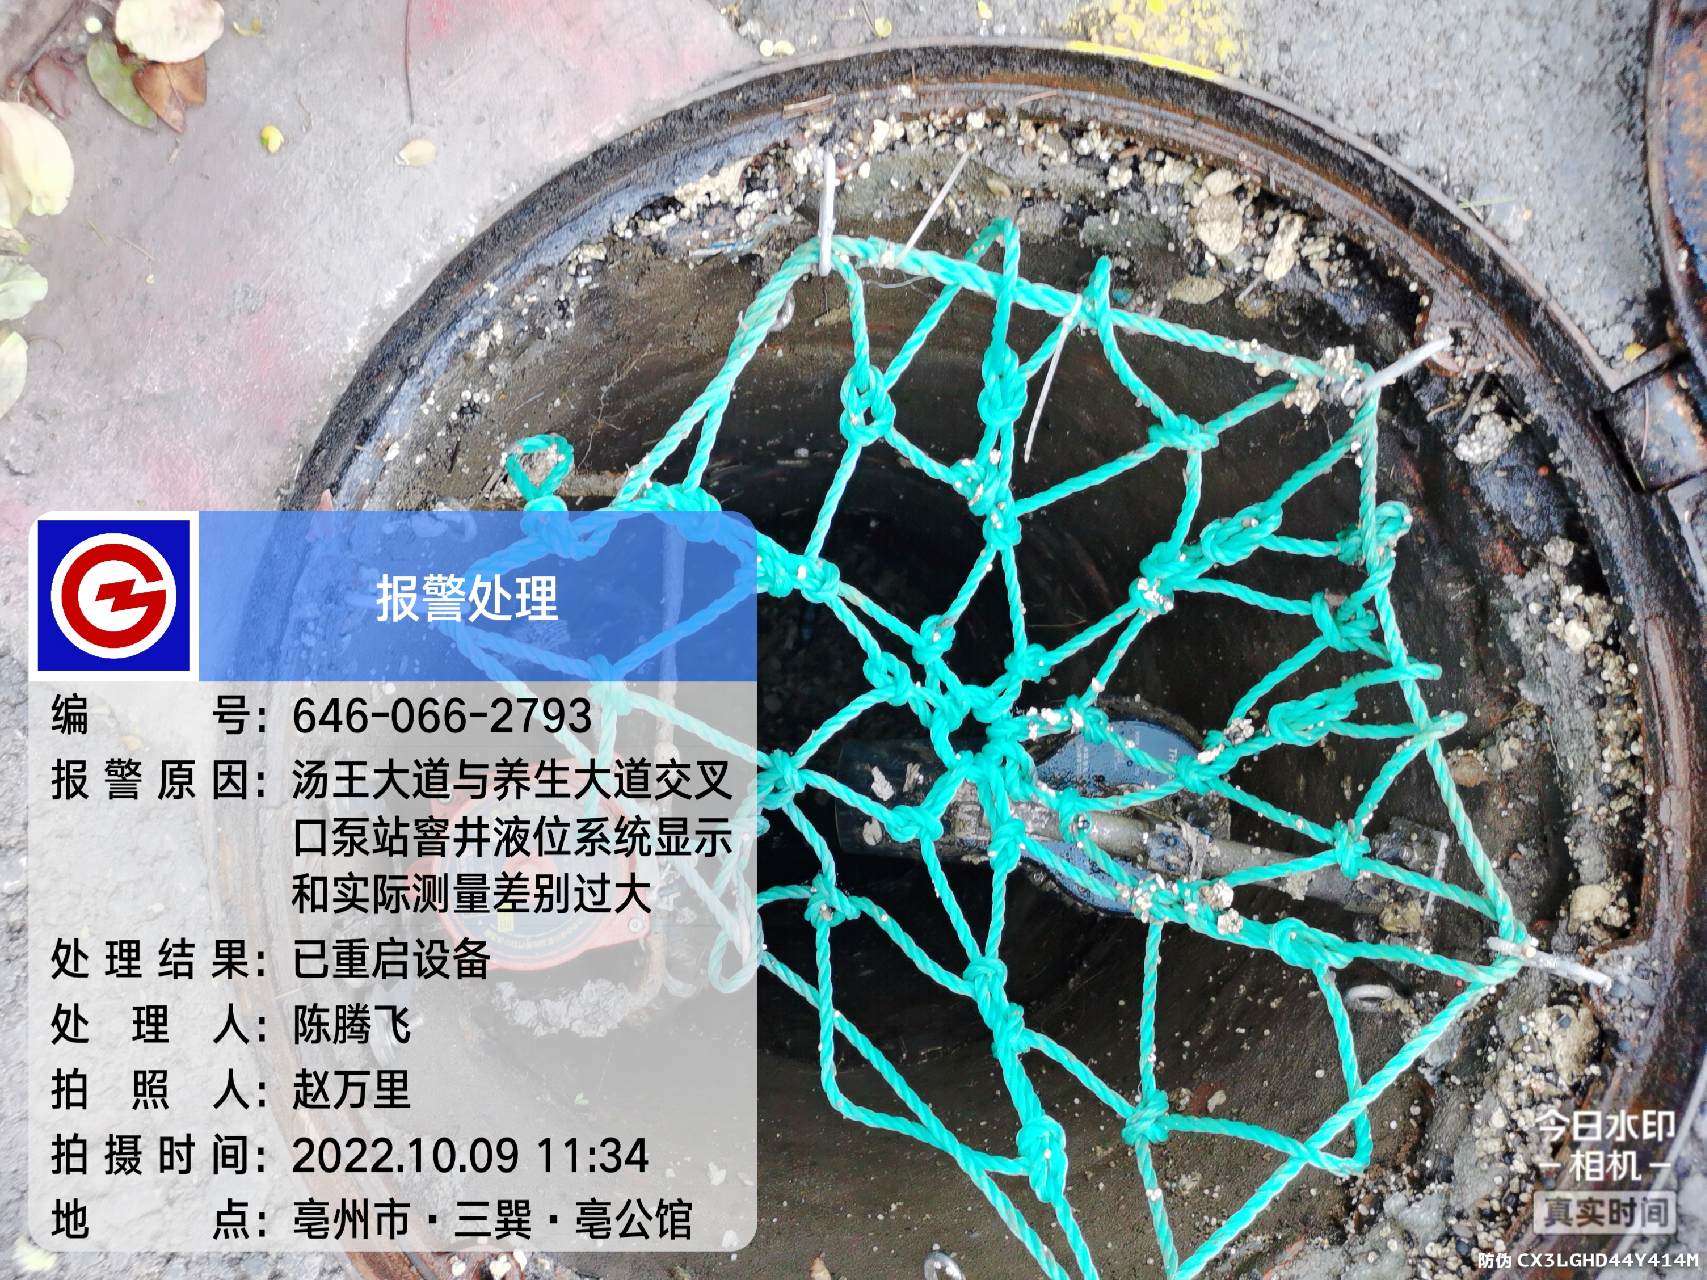 报警处理
编号：646-066-2793
报警原因：汤王大道与养生大道交叉
口泵站窨井液位系统显示
和实际测量差别过大
处理结果：已重启设备
处理人：陈腾飞
拍照人：赵万里
拍摄时间：2022.10.09 11:34
地点：亳州市·三巽·亳公馆
今日水印
相机
真实时间
防伪 CX3LGHD44Y414M